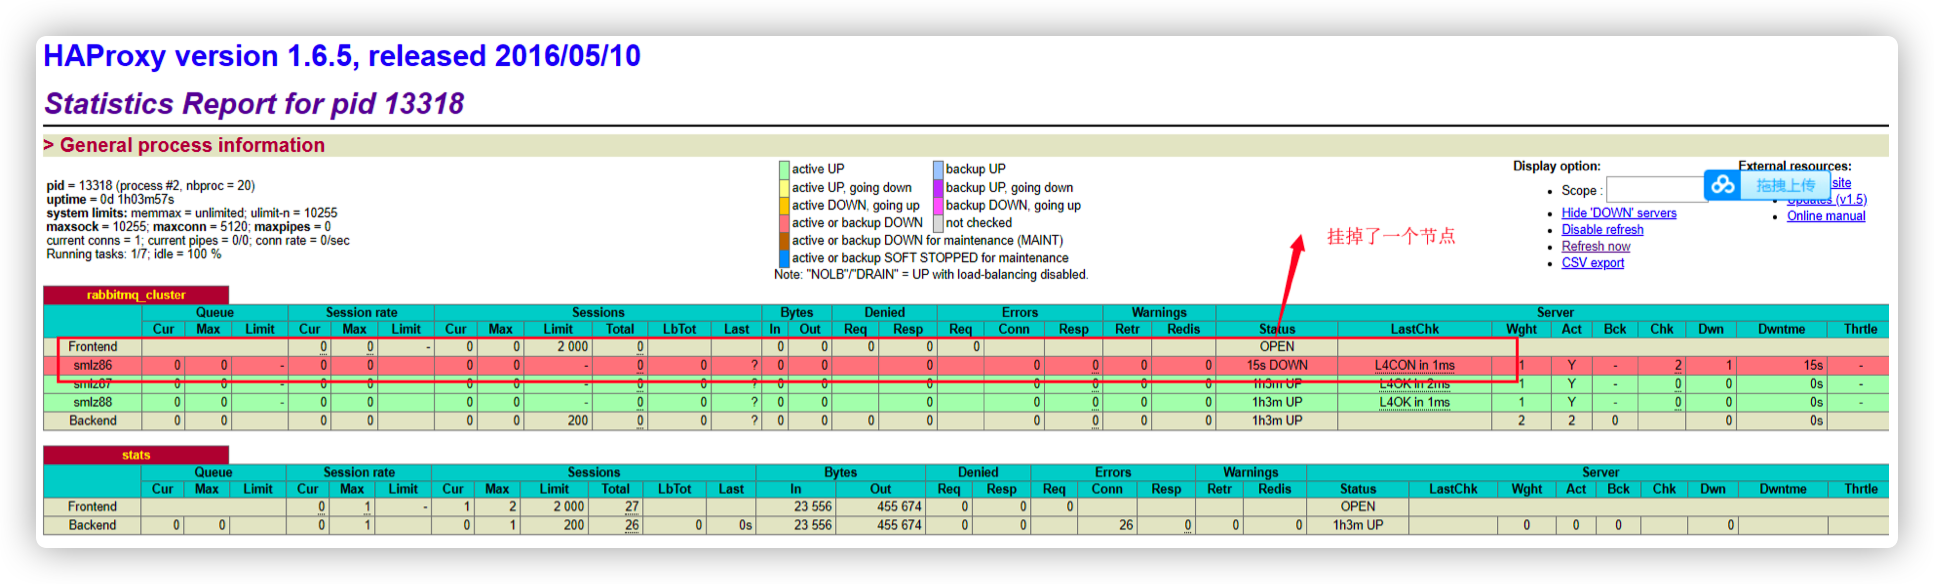 HAProxy version 1.6.5, released 2016/05/10
Statistics Report for pid 13318
> General process information
pid = 13318 (process #2, nbproc = 20)
uptime = 0d 1h03m57s
system limits: memmax = unlimited; ulimit-n = 10255
maxsock = 10255; maxconn = 5120; maxpipes = 0
current conns = 1; current pipes = 0/0; conn rate = 0/sec
Running tasks: 1/7; idle = 100 %
active UP
backup UP
active UP, going down
backup UP, going down
active DOWN, going up
backup DOWN, going up
active or backup DOWN
not checked
active or backup DOWN for maintenance (MAINT)
active or backup SOFT STOPPED for maintenance
Note: "NOLB"/"DRAIN" = UP with load-balancing disabled.
Display option:
Scope :
Hide 'DOWN' servers
Disable refresh
Refresh now
CSV export
External resources:
site
Updates (v1.5)
Online manual
拖拽上传
挂掉了一个节点
rabbitmq_cluster
Queue Session rate Sessions Bytes Denied Errors Warnings Server
Cur Max Limit Cur Max Limit Cur Max Limit Total LbTot Last In Out Req Resp Req Conn Resp Retr Redis Status LastChk Wght Act Bck Chk Dwn Dwntme Thrtle
Frontend 0 0 - 0 0 2 000 0 0 0 0 0 0 OPEN
smlz86 0 0 - 0 0 0 0 - 0 0 ? 0 0 0 0 0 0 0 15s DOWN L4CON in 1ms 1 Y - 2 1 15s -
smlz87 0 0 - 0 0 0 0 - 0 0 ? 0 0 0 0 0 0 0 1h3m UP L4OK in 2ms 1 Y - 0 0 0s -
smlz88 0 0 - 0 0 0 0 - 0 0 ? 0 0 0 0 0 0 0 1h3m UP L4OK in 1ms 1 Y - 0 0 0s -
Backend 0 0 0 0 0 0 200 0 0 ? 0 0 0 0 0 0 0 0 1h3m UP 2 2 0 0 0s
stats
Queue Session rate Sessions Bytes Denied Errors Warnings Server
Cur Max Limit Cur Max Limit Cur Max Limit Total LbTot Last In Out Req Resp Req Conn Resp Retr Redis Status LastChk Wght Act Bck Chk Dwn Dwntme Thrtle
Frontend 0 1 - 1 2 2 000 27 23 556 455 674 0 0 0 OPEN
Backend 0 0 0 1 0 1 200 26 0 0s 23 556 455 674 0 0 26 0 0 0 1h3m UP 0 0 0 0